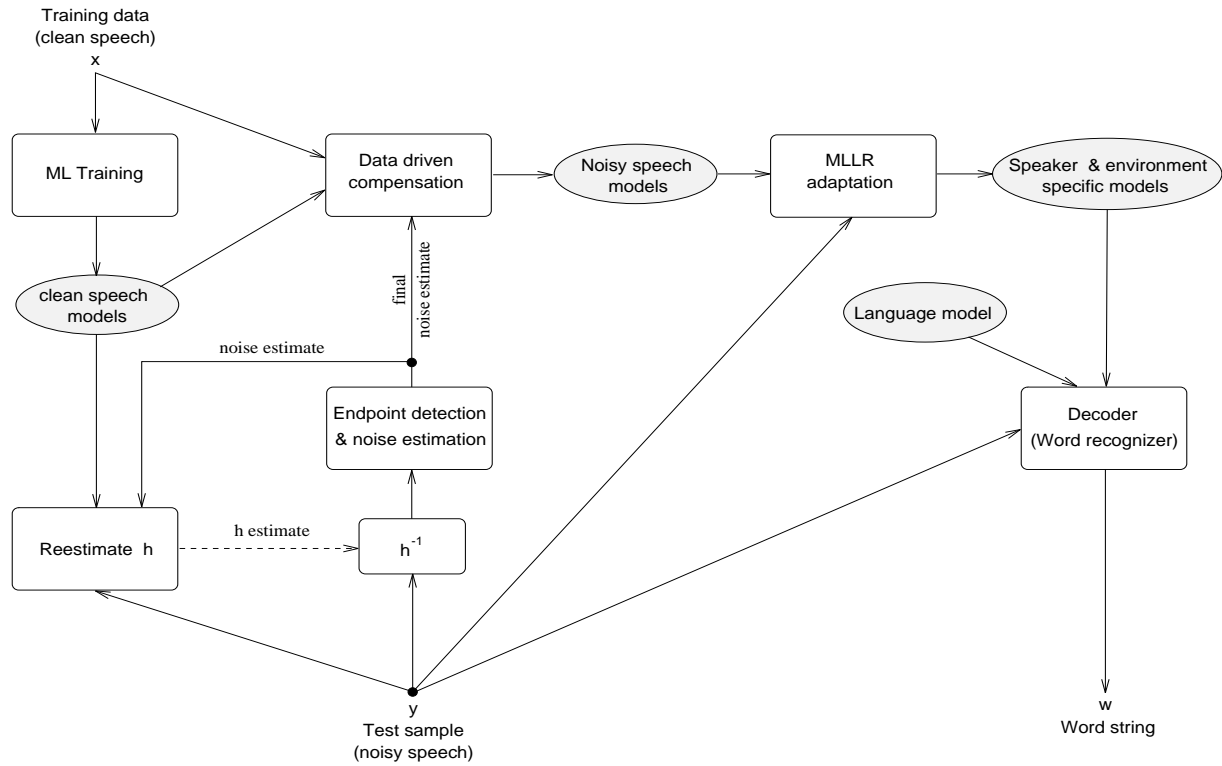 Training data
(clean speech)
x
ML Training
Data driven
compensation
Noisy speech
models
MLLR
adaptation
Speaker & environment
specific models
clean speech
models
final
noise estimate
Language model
noise estimate
Endpoint detection
& noise estimation
Decoder
(Word recognizer)
Reestimate h
h estimate
h-1
y
Test sample
(noisy speech)
w
Word string